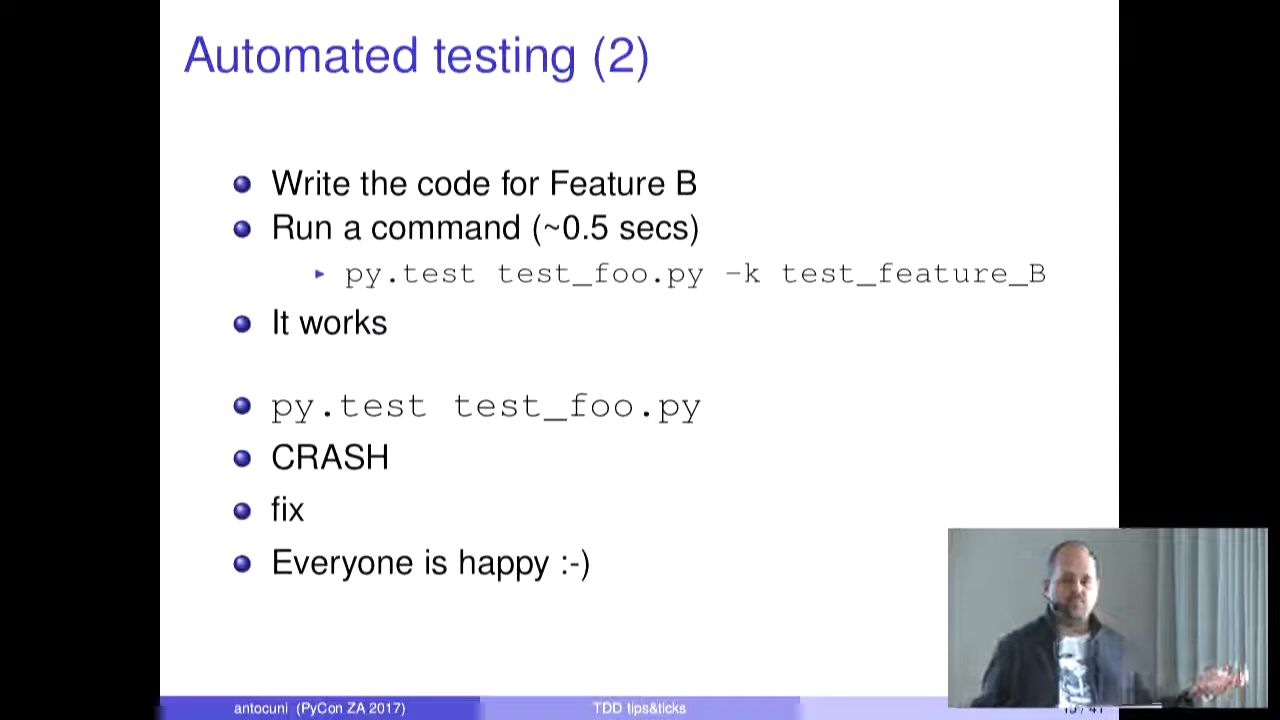 Automated testing (2)
Write the code for Feature B
Run a command (~0.5 secs)
py.test test_foo.py -k test_feature_B
It works
py.test test_foo.py
CRASH
fix
Everyone is happy :-)
antocuni (PyCon ZA 2017)
TDD tips&ticks